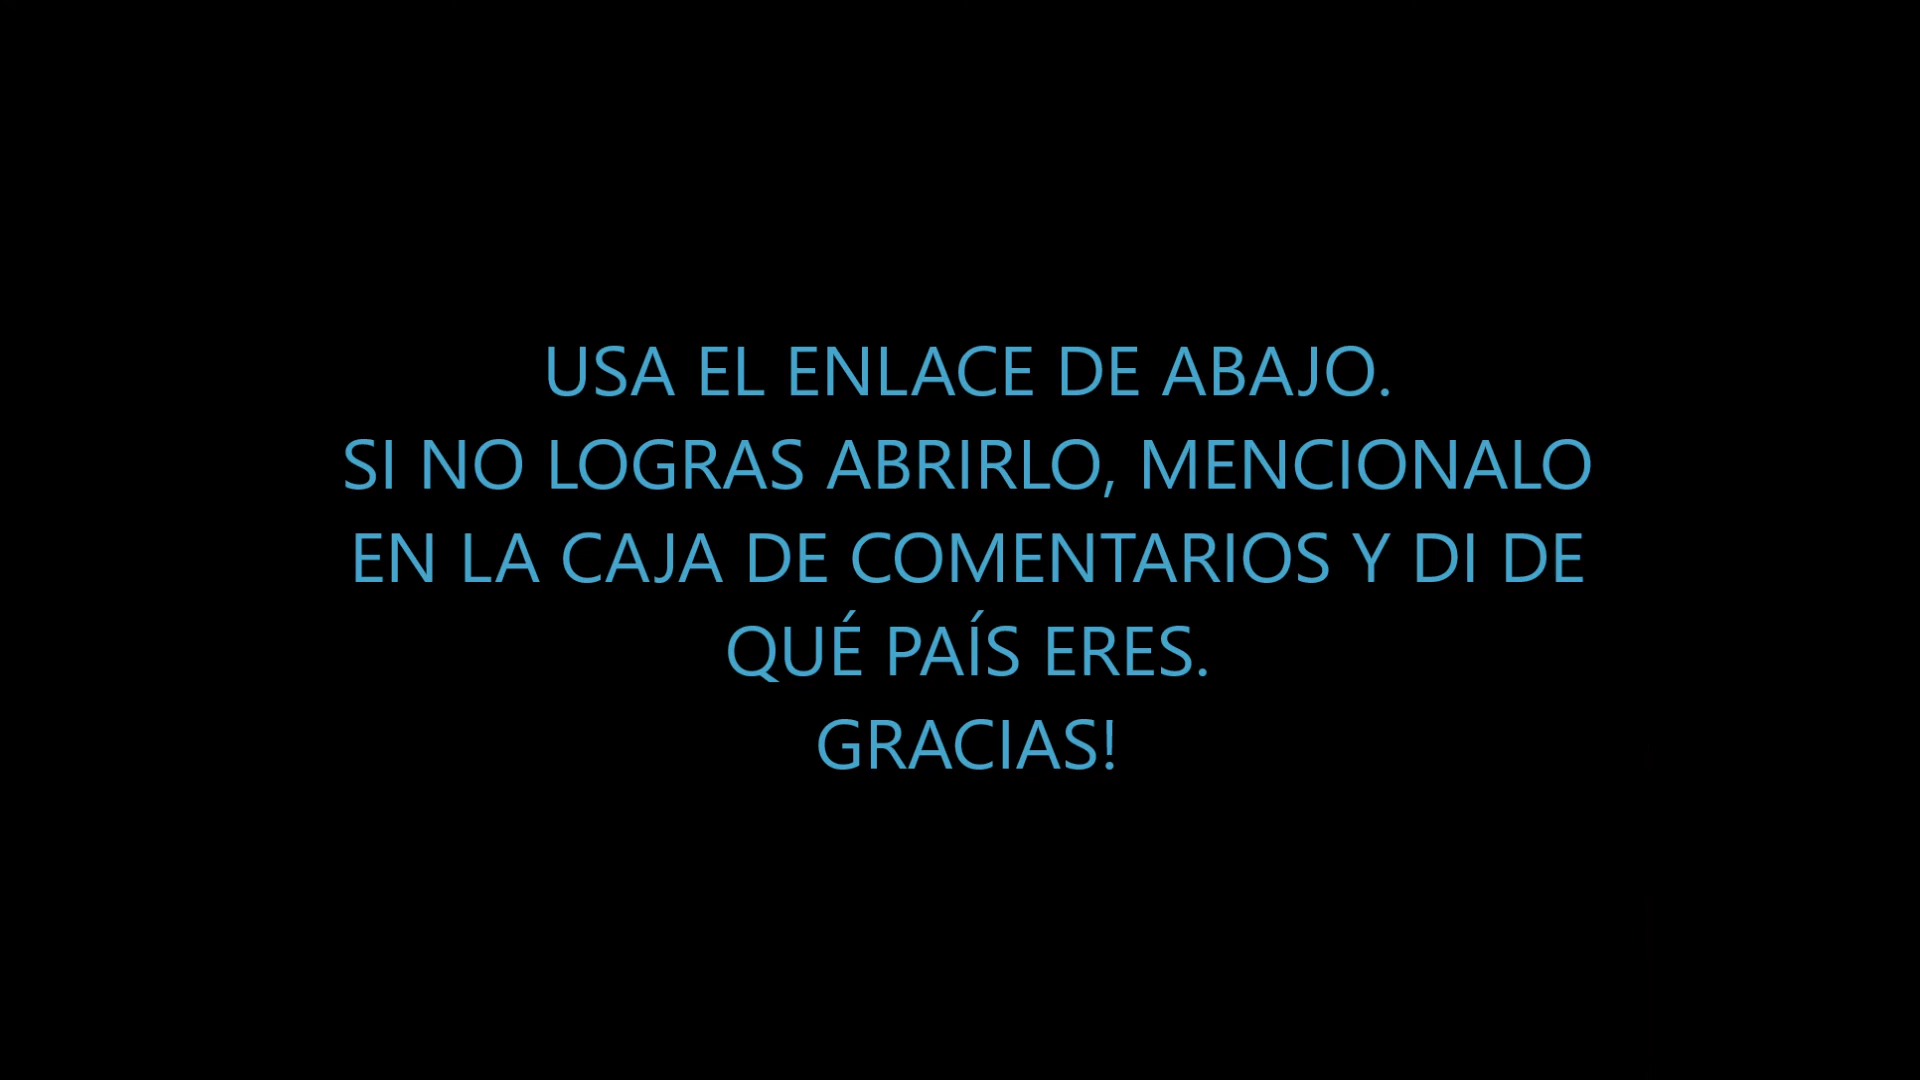 USA EL ENLACE DE ABAJO.
SI NO LOGRAS ABRIRLO, MENCIONALO
EN LA CAJA DE COMENTARIOS Y DI DE
QUÉ PAÍS ERES.
GRACIAS!